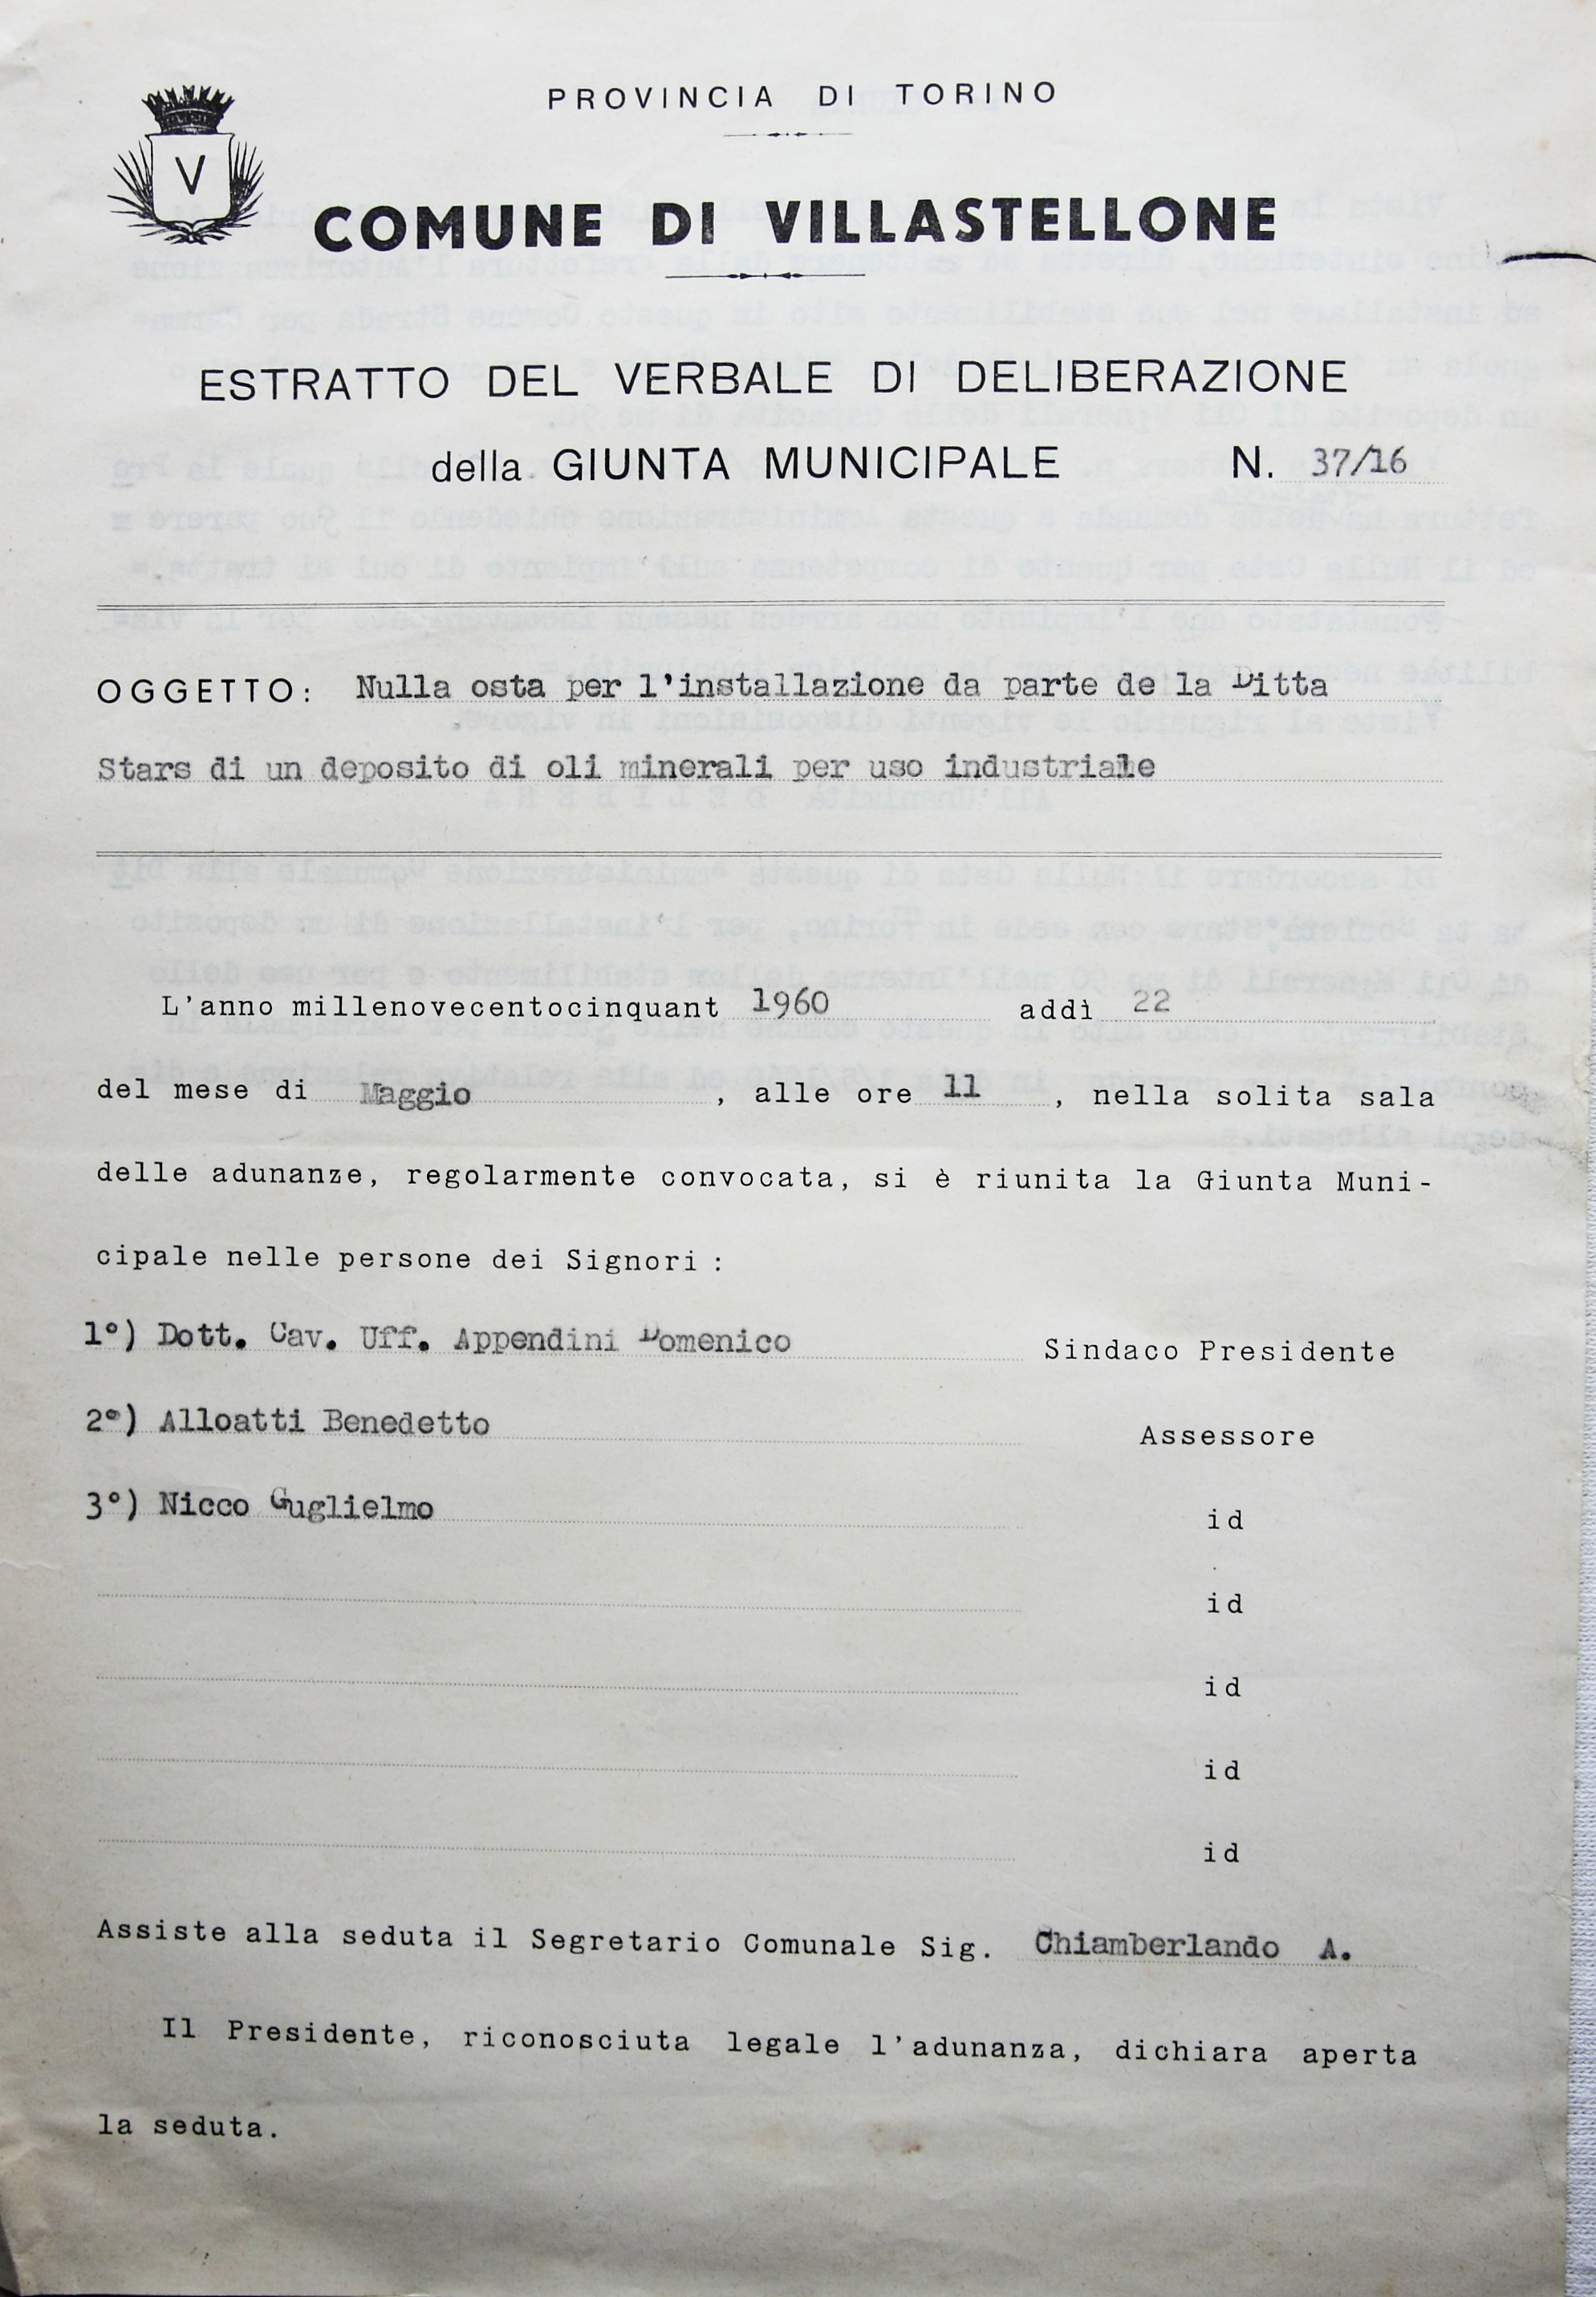 V
PROVINCIA DI TORINO
COMUNE DI VILLASTELLONE
ESTRATTO DEL VERBALE DI DELIBERAZIONE
della GIUNTA MUNICIPALE N. 37/16
OGGETTO: Nulla osta per l'installazione da parte de la Ditta
Stars di un deposito di oli minerali per uso industriale
L'anno millenovecentocinquant 1960 addì 22
del mese di Maggio , alle ore 11 , nella solita sala
delle adunanze, regolarmente convocata, si è riunita la Giunta Muni-
cipale nelle persone dei Signori :
1°) Dott. Cav. Uff. Appendini Domenico Sindaco Presidente
2°) Alloatti Benedetto Assessore
3°) Nicco Guglielmo id
id
id
id
id
Assiste alla seduta il Segretario Comunale Sig. Chiamberlando A.
Il Presidente, riconosciuta legale l'adunanza, dichiara aperta
la seduta.